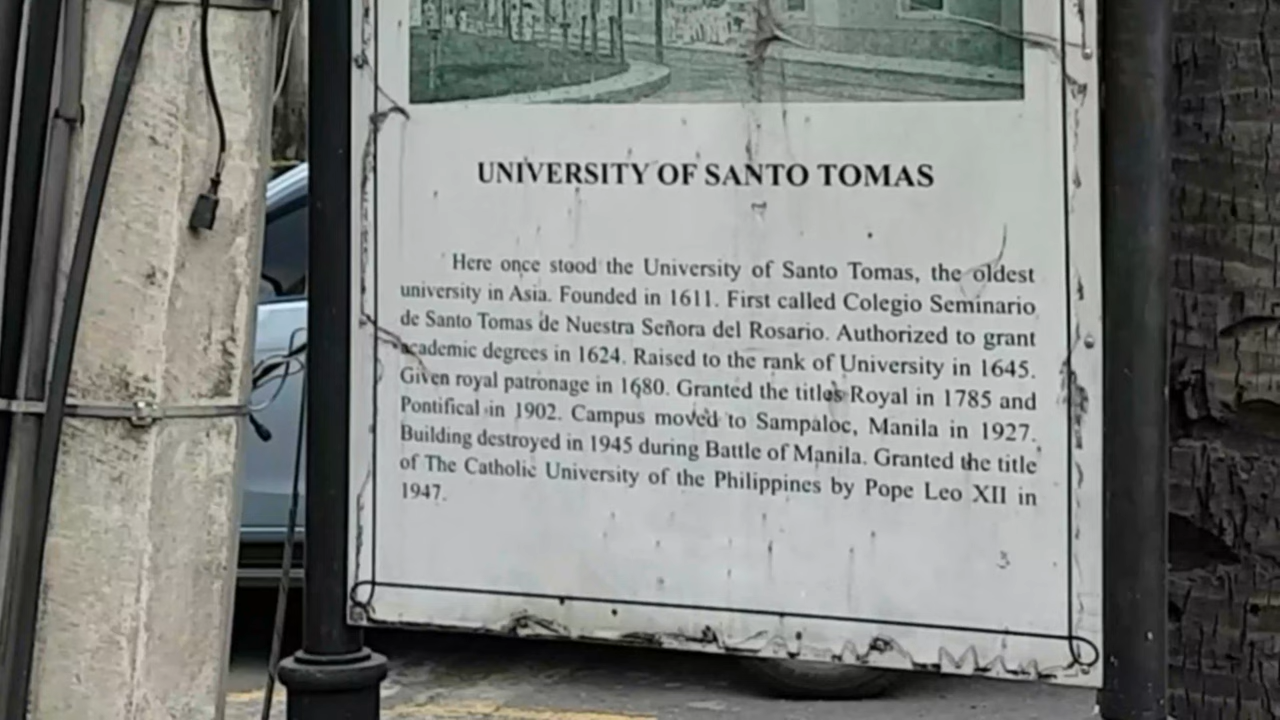 UNIVERSITY OF SANTO TOMAS
Here once stood the University of Santo Tomas, the oldest
university in Asia. Founded in 1611. First called Colegio Seminario
de Santo Tomas de Nuestra Señora del Rosario. Authorized to grant
academic degrees in 1624. Raised to the rank of University in 1645.
Given royal patronage in 1680. Granted the titles Royal in 1785 and
Pontifical in 1902. Campus moved to Sampaloc, Manila in 1927.
Building destroyed in 1945 during Battle of Manila. Granted the title
of The Catholic University of the Philippines by Pope Leo XII in
1947.